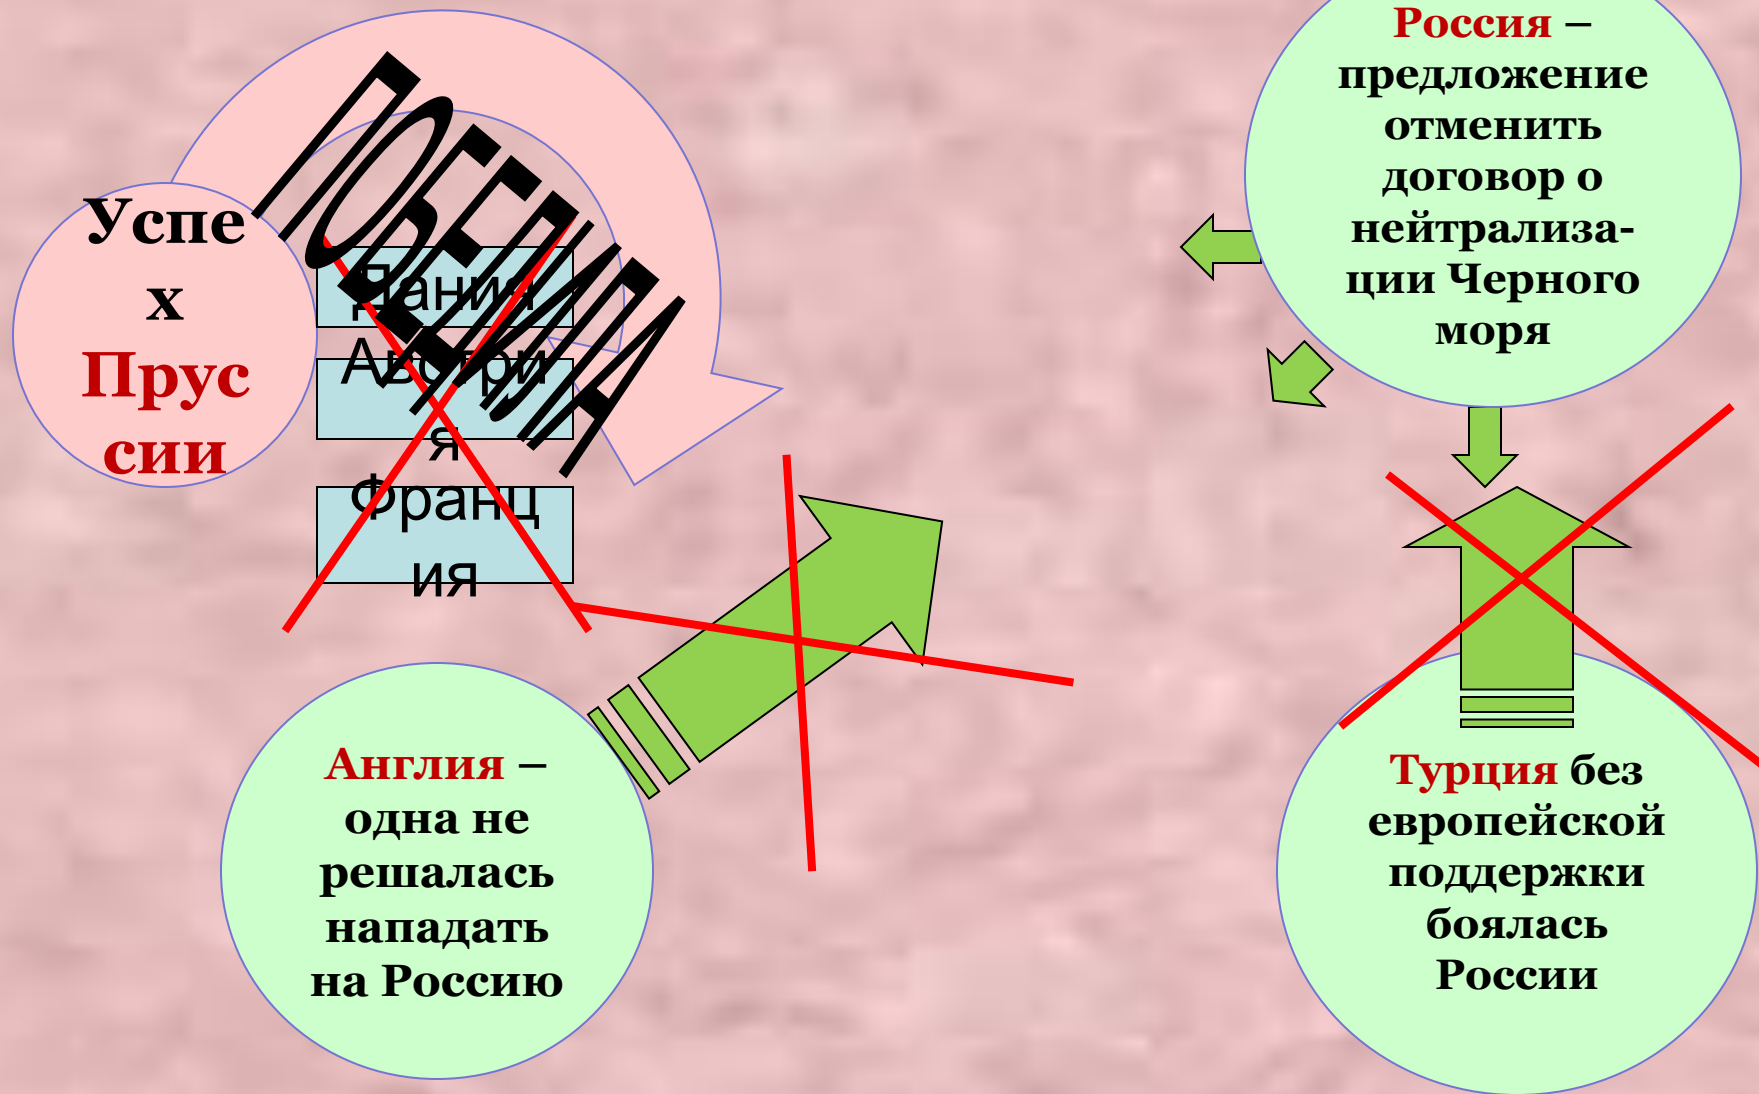 ПОБЕДИЛА
Успе
х
Прус
сии
Дания
Австри
я
Франц
ия
Россия –
предложение
отменить
договор о
нейтрализа-
ции Черного
моря
Англия –
одна не
решалась
нападать
на Россию
Турция без
европейской
поддержки
боялась
России